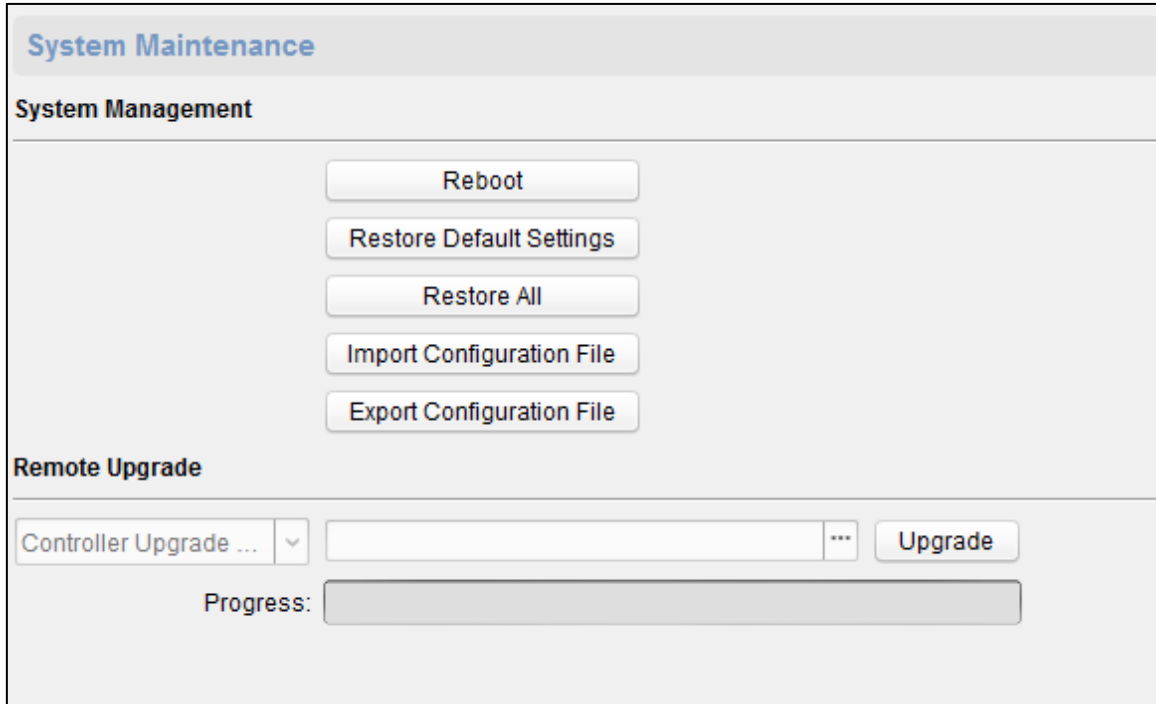 System Maintenance
System Management
Reboot
Restore Default Settings
Restore All
Import Configuration File
Export Configuration File
Remote Upgrade
Controller Upgrade ... ... Upgrade
Progress: